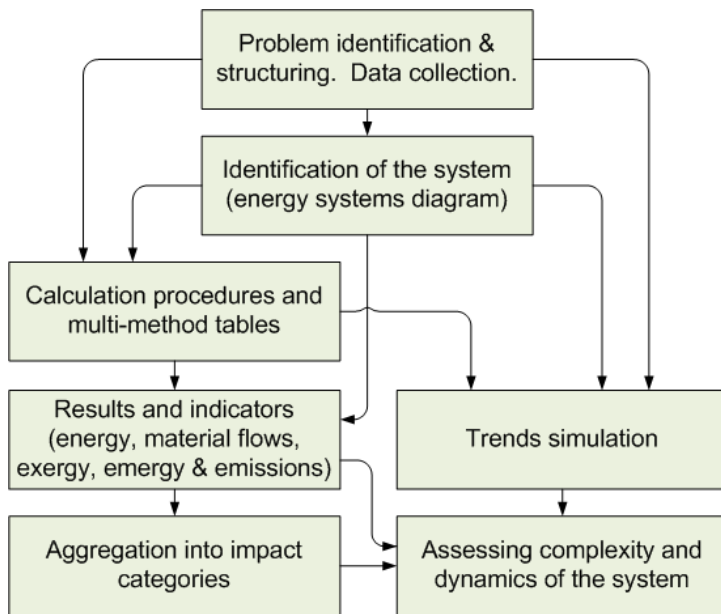 Problem identification &
structuring.  Data collection.
Identification of the system
(energy systems diagram)
Calculation procedures and
multi-method tables
Results and indicators
(energy, material flows,
exergy, emergy & emissions)
Trends simulation
Aggregation into impact
categories
Assessing complexity and
dynamics of the system